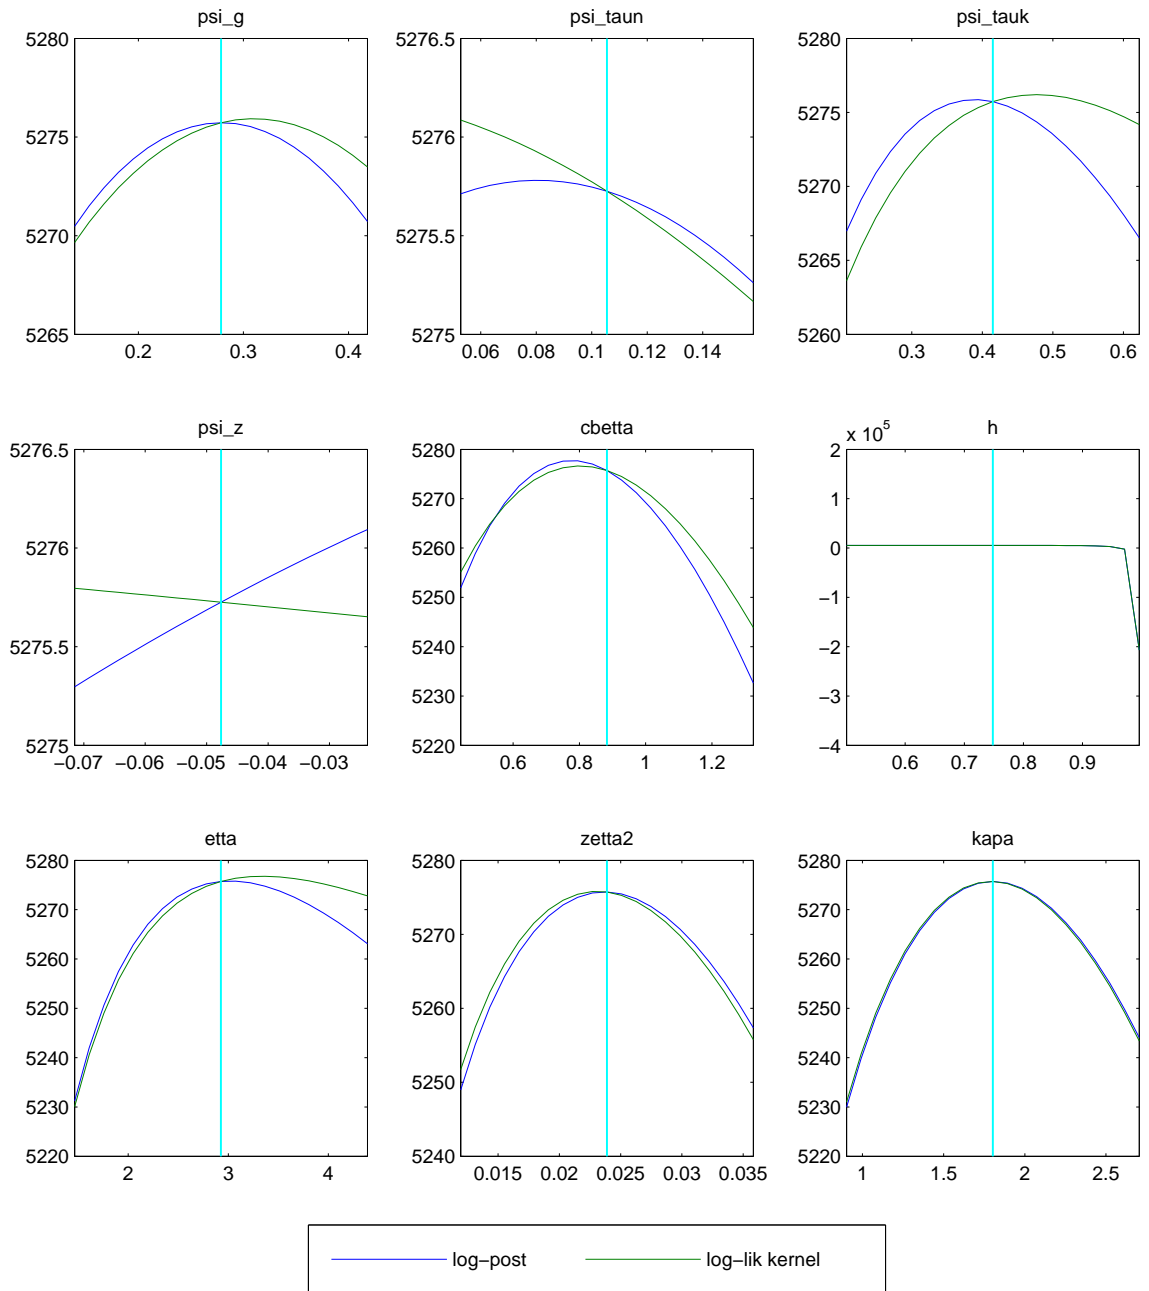 psi_g psi_taun psi_tauk
5280 5276.5 5280
5275 5276 5275
5270 5275.5 5270
5265
5265 5275 5260
0.2 0.3 0.4 0.06 0.08 0.1 0.12 0.14 0.3 0.4 0.5 0.6
psi_z cbetta h
x 10^5
5276.5 5280 2
5270 1
5276 5260 0
5250 −1
5275.5 5240 −2
5230 −3
5275 5220 −4
−0.07 −0.06 −0.05 −0.04 −0.03 0.6 0.8 1 1.2 0.6 0.7 0.8 0.9
etta zetta2 kapa
5280 5280 5280
5270 5270 5270
5260 5260
5250 5260 5250
5240 5250 5240
5230 5230
5220 5240 5220
2 3 4 0.015 0.02 0.025 0.03 0.035 1 1.5 2 2.5
log−post log−lik kernel